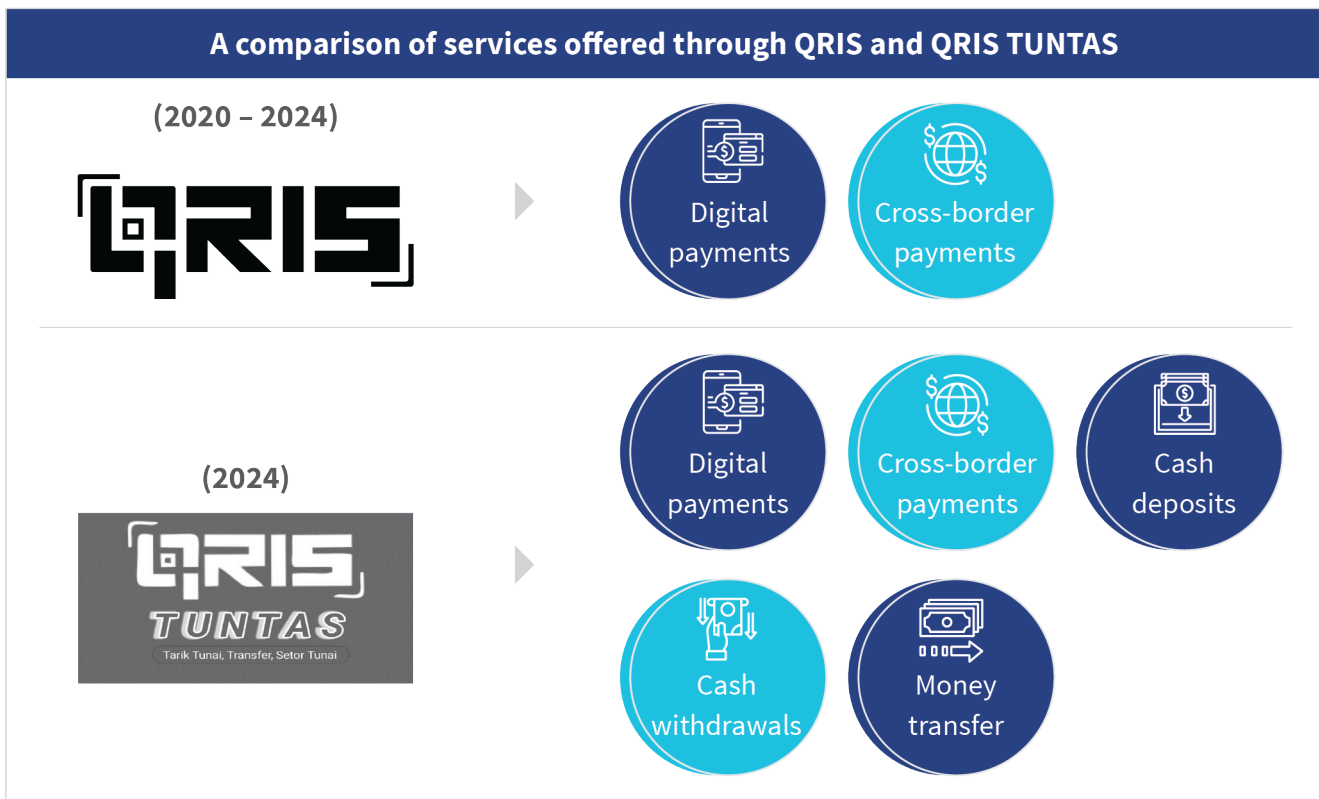 A comparison of services offered through QRIS and QRIS TUNTAS
(2020 – 2024)
QRIS
Digital
payments
Cross-border
payments
(2024)
QRIS
TUNTAS
Tarik Tunai, Transfer, Setor Tunai
Digital
payments
Cross-border
payments
Cash
deposits
Cash
withdrawals
Money
transfer